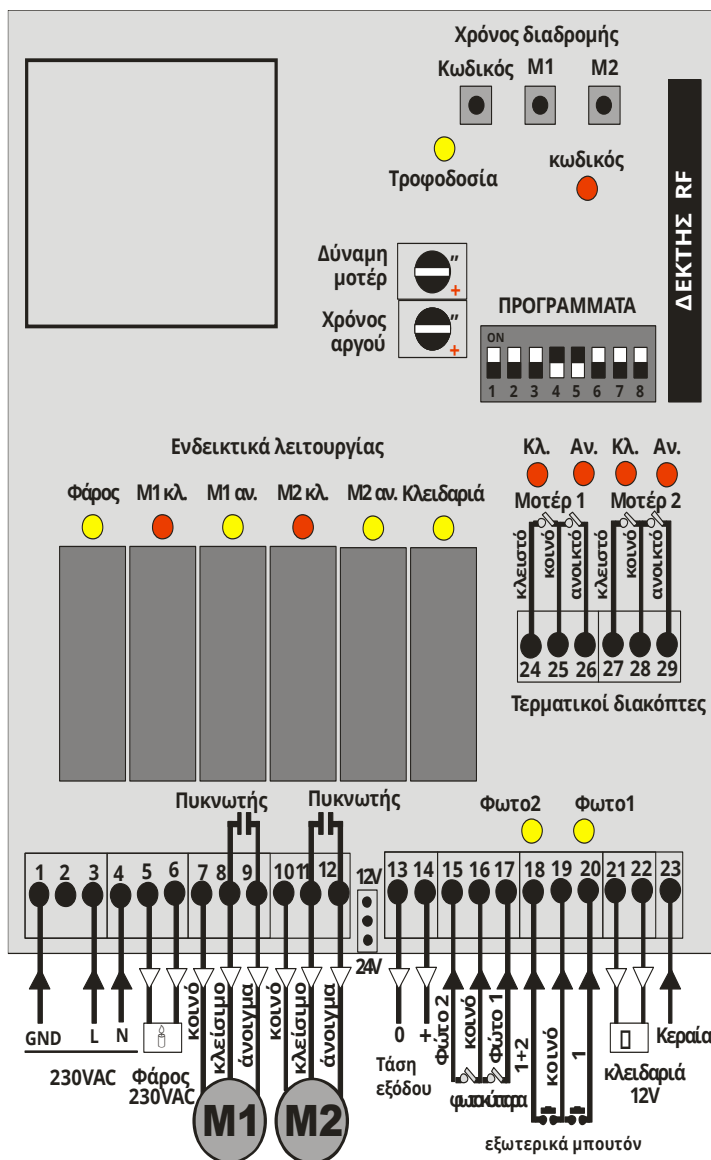 Χρόνος διαδρομής
Κωδικός M1 M2
Τροφοδοσία
κωδικός
ΔΕΚΤΗΣ RF
Δύναμη
μοτέρ
"
+
Χρόνος
αργού
"
+
ΠΡΟΓΡΑΜΜΑΤΑ
ON
1 2 3 4 5 6 7 8
Ενδεικτικά λειτουργίας
Φάρος M1 κλ. M1 αν. M2 κλ. M2 αν. Κλειδαριά
Κλ. Αν. Κλ. Αν.
Μοτέρ 1 Μοτέρ 2
κλειστό κοινό ανοικτό κλειστό κοινό ανοικτό
24 25 26 27 28 29
Τερματικοί διακόπτες
Πυκνωτής Πυκνωτής
Φωτο2 Φωτο1
1 2 3 4 5 6 7 8 9 10 11 12
12V
24V
13 14 15 16 17 18 19 20 21 22 23
GND L N
230VAC
Φάρος
230VAC
κοινό κλείσιμο άνοιγμα κοινό κλείσιμο άνοιγμα
M1 M2
0 +
Τάση
εξόδου
Φώτο 2 κοινό Φώτο 1
1+2 κοινό 1
εξωτερικά μπουτόν
κλειδαριά
12V
Κεραία